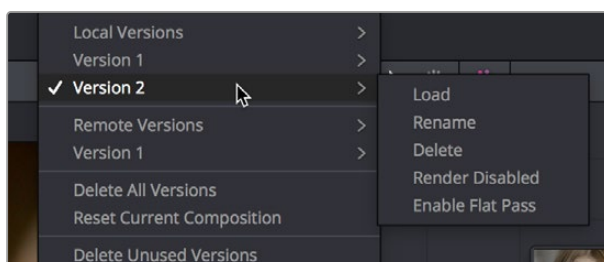 Local Versions
Version 1
Version 2
Remote Versions
Version 1
Delete All Versions
Reset Current Composition
Delete Unused Versions
Load
Rename
Delete
Render Disabled
Enable Flat Pass